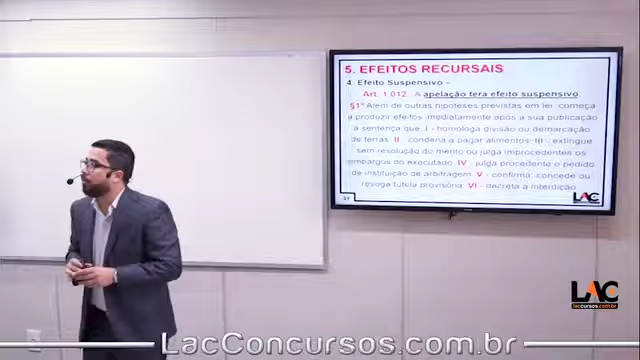 5. EFEITOS RECURSAIS
4. Efeito Suspensivo –
Art. 1.012. A apelação terá efeito suspensivo.
§1º Além de outras hipóteses previstas em lei, começa
a produzir efeitos imediatamente após a sua publicação
a sentença que: I - homologa divisão ou demarcação
de terras; II - condena a pagar alimentos; III - extingue
sem resolução do mérito ou julga improcedentes os
embargos do executado; IV - julga procedente o pedido
de instituição de arbitragem; V - confirma, concede ou
revoga tutela provisória; VI - decreta a interdição.
37
LAC
LAC
laccursos.com.br
LacConcursos.com.br